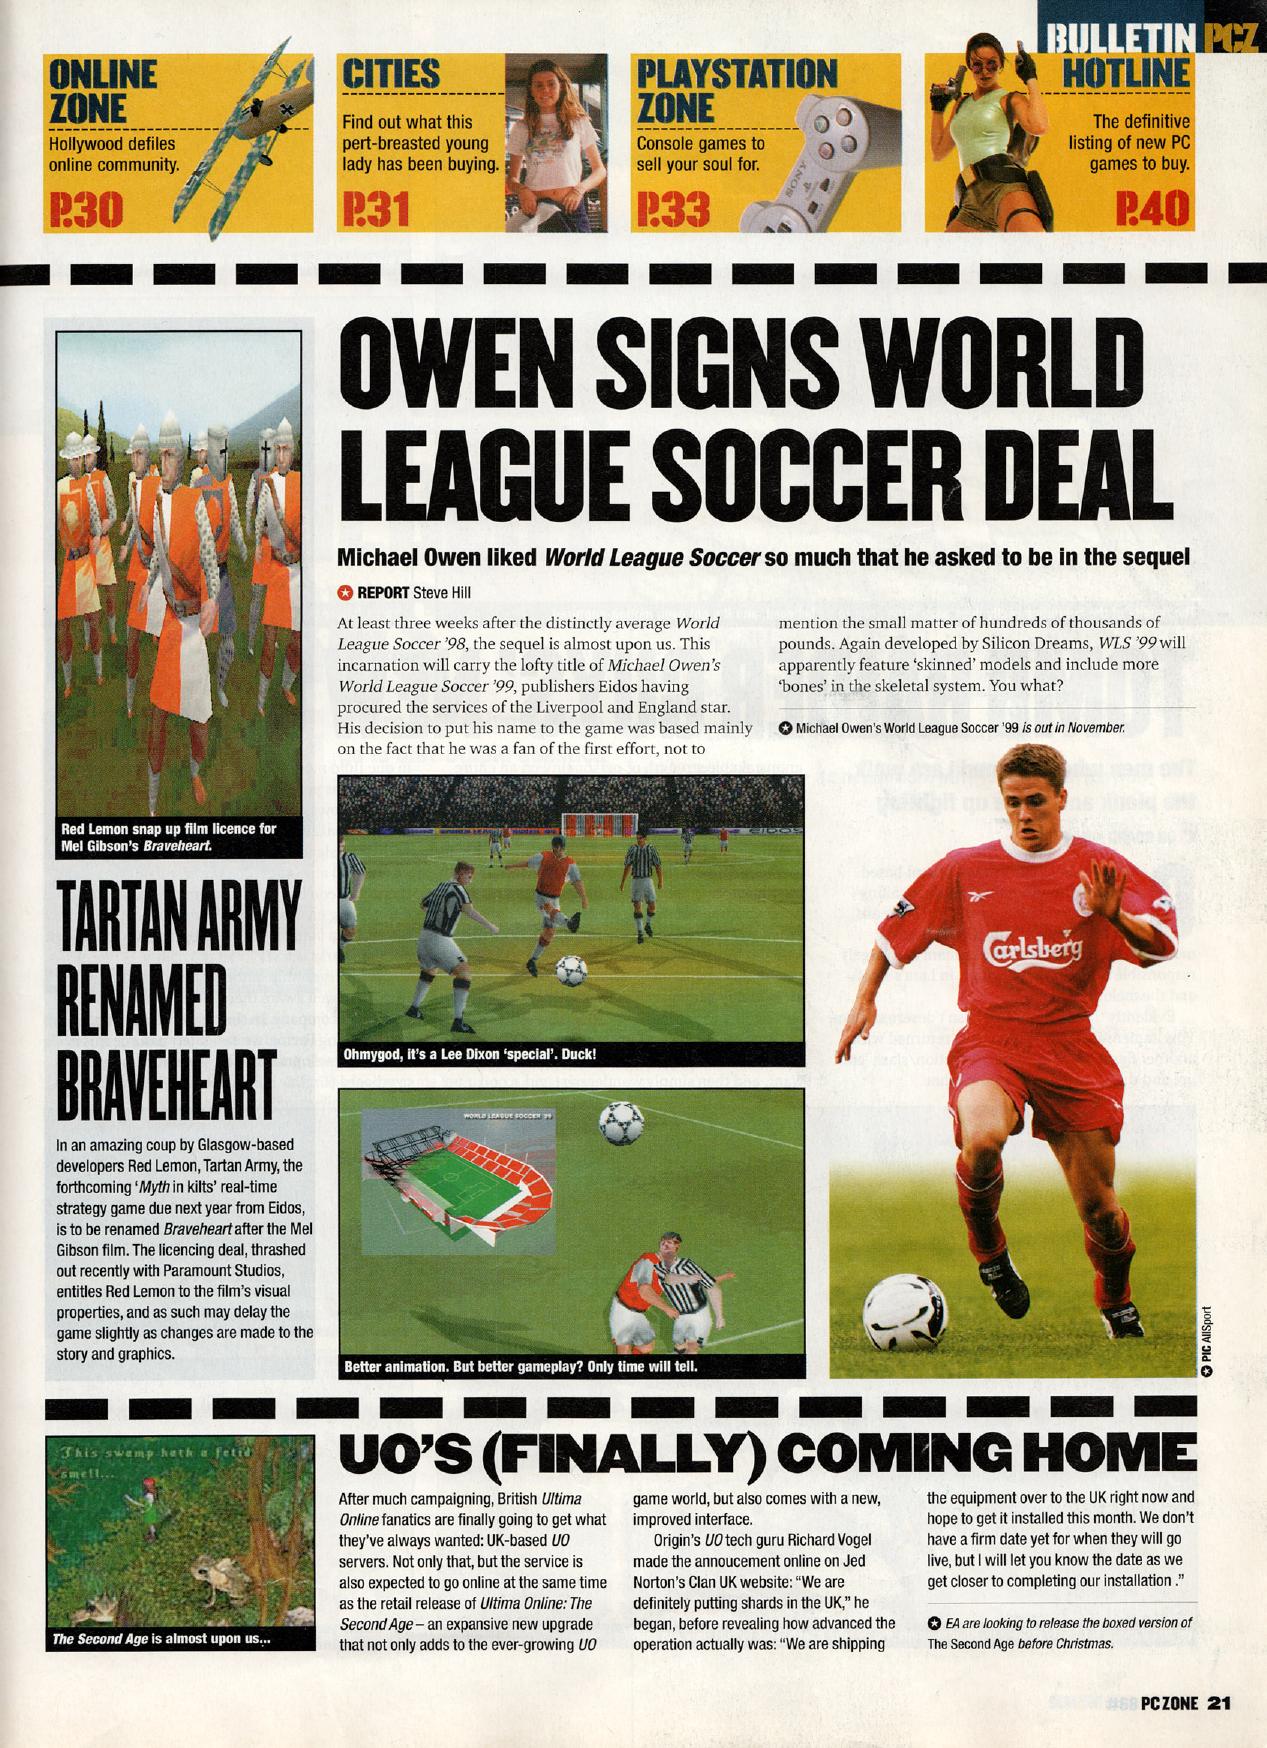 BULLETIN PCZ
ONLINE
ZONE
Hollywood defiles
online community.
P.30
CITIES
Find out what this
pert-breasted young
lady has been buying.
P.31
PLAYSTATION
ZONE
Console games to
sell your soul for.
P.33
SONY
HOTLINE
The definitive
listing of new PC
games to buy.
P.40
Red Lemon snap up film licence for
Mel Gibson's Braveheart.
TARTAN ARMY
RENAMED
BRAVEHEART
In an amazing coup by Glasgow-based
developers Red Lemon, Tartan Army, the
forthcoming 'Myth in kilts' real-time
strategy game due next year from Eidos,
is to be renamed Braveheart after the Mel
Gibson film. The licencing deal, thrashed
out recently with Paramount Studios,
entitles Red Lemon to the film's visual
properties, and as such may delay the
game slightly as changes are made to the
story and graphics.
OWEN SIGNS WORLD
LEAGUE SOCCER DEAL
Michael Owen liked World League Soccer so much that he asked to be in the sequel
REPORT Steve Hill
At least three weeks after the distinctly average World
League Soccer '98, the sequel is almost upon us. This
incarnation will carry the lofty title of Michael Owen's
World League Soccer '99, publishers Eidos having
procured the services of the Liverpool and England star.
His decision to put his name to the game was based mainly
on the fact that he was a fan of the first effort, not to
mention the small matter of hundreds of thousands of
pounds. Again developed by Silicon Dreams, WLS '99 will
apparently feature 'skinned' models and include more
'bones' in the skeletal system. You what?
Michael Owen's World League Soccer '99 is out in November.
EIDOS
Ohmygod, it's a Lee Dixon 'special'. Duck!
WORLD LEAGUE SOCCER '99
Better animation. But better gameplay? Only time will tell.
Carlsberg
PIC AllSport
This swamp hath a fetid
smell...
The Second Age is almost upon us...
UO'S (FINALLY) COMING HOME
After much campaigning, British Ultima
Online fanatics are finally going to get what
they've always wanted: UK-based UO
servers. Not only that, but the service is
also expected to go online at the same time
as the retail release of Ultima Online: The
Second Age – an expansive new upgrade
that not only adds to the ever-growing UO
game world, but also comes with a new,
improved interface.
Origin's UO tech guru Richard Vogel
made the annoucement online on Jed
Norton's Clan UK website: "We are
definitely putting shards in the UK," he
began, before revealing how advanced the
operation actually was: "We are shipping
the equipment over to the UK right now and
hope to get it installed this month. We don't
have a firm date yet for when they will go
live, but I will let you know the date as we
get closer to completing our installation ."
EA are looking to release the boxed version of
The Second Age before Christmas.
PC ZONE 21